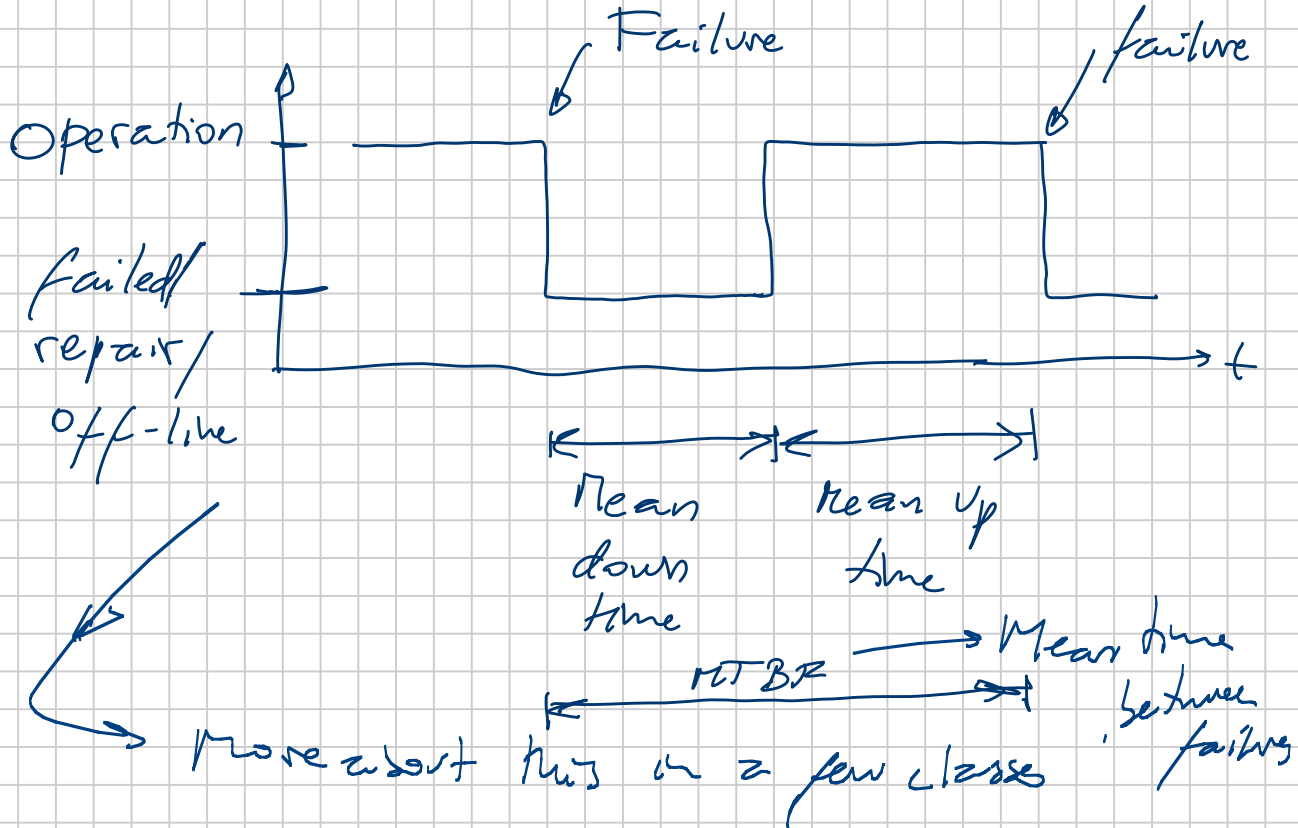 Failure
failure
Operation
failed/
repair/
off-line
t
Mean
down
time
Mean up
time
MTBF
Mean time
between
failures
More about this in a few classes